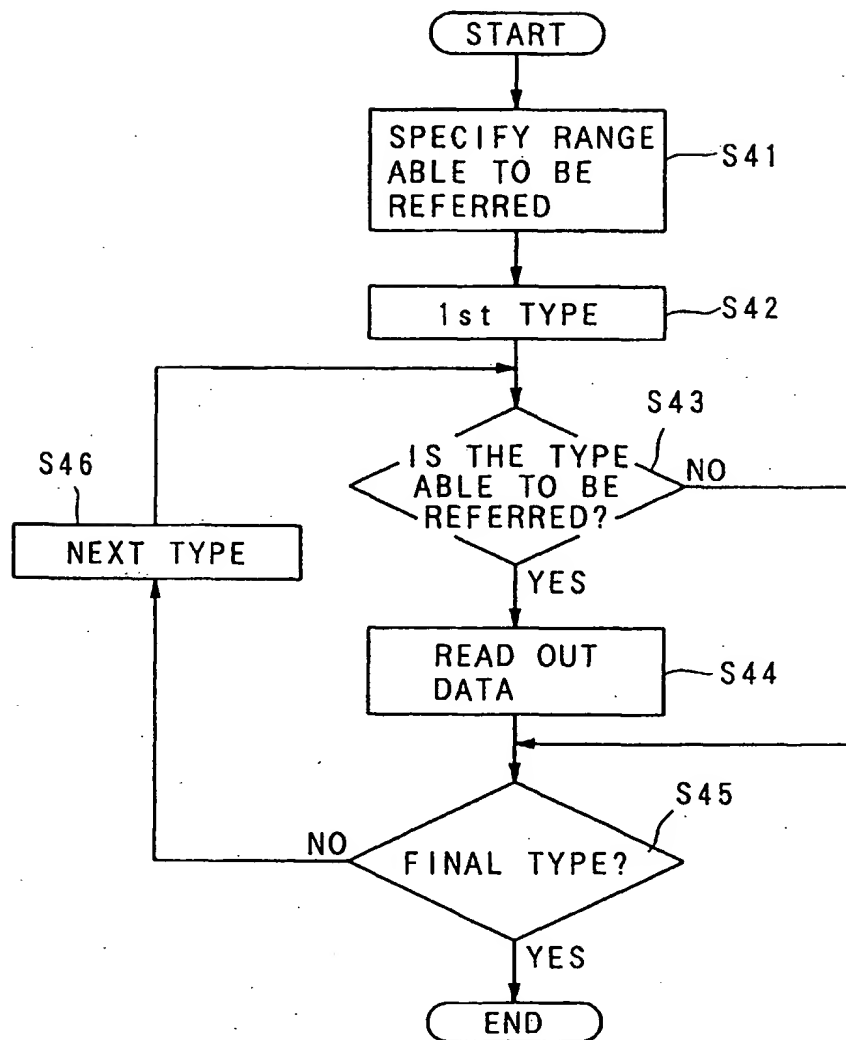 START
SPECIFY RANGE
ABLE TO BE
REFERRED
S41
1st TYPE
S42
S43
IS THE TYPE
ABLE TO BE
REFERRED?
NO
YES
S46
NEXT TYPE
READ OUT
DATA
S44
S45
FINAL TYPE?
NO
YES
END